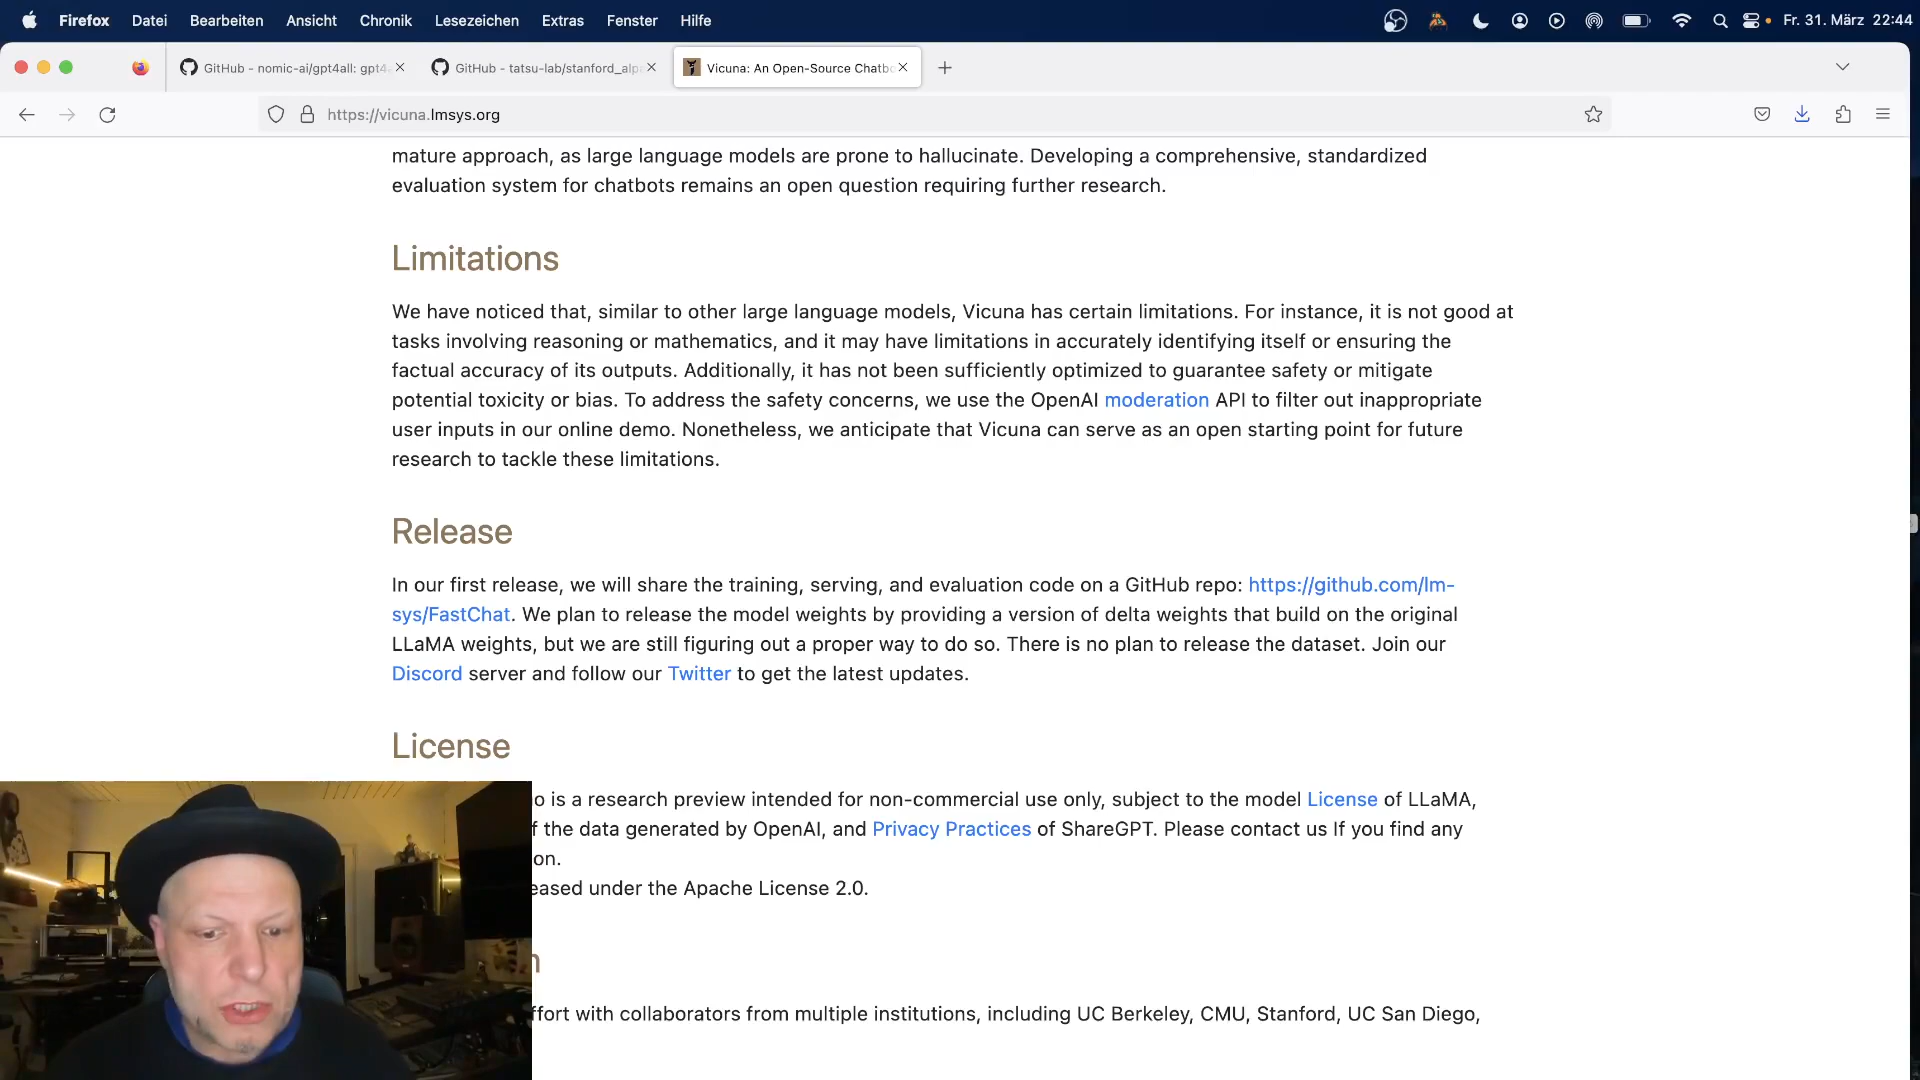 Firefox Datei Bearbeiten Ansicht Chronik Lesezeichen Extras Fenster Hilfe Fr. 31. März 22:44
GitHub - nomic-ai/gpt4all: gpt4 GitHub - tatsu-lab/stanford_alp Vicuna: An Open-Source Chatb
https://vicuna.lmsys.org
mature approach, as large language models are prone to hallucinate. Developing a comprehensive, standardized
evaluation system for chatbots remains an open question requiring further research.
Limitations
We have noticed that, similar to other large language models, Vicuna has certain limitations. For instance, it is not good at
tasks involving reasoning or mathematics, and it may have limitations in accurately identifying itself or ensuring the
factual accuracy of its outputs. Additionally, it has not been sufficiently optimized to guarantee safety or mitigate
potential toxicity or bias. To address the safety concerns, we use the OpenAI moderation API to filter out inappropriate
user inputs in our online demo. Nonetheless, we anticipate that Vicuna can serve as an open starting point for future
research to tackle these limitations.
Release
In our first release, we will share the training, serving, and evaluation code on a GitHub repo: https://github.com/lm-
sys/FastChat. We plan to release the model weights by providing a version of delta weights that build on the original
LLaMA weights, but we are still figuring out a proper way to do so. There is no plan to release the dataset. Join our
Discord server and follow our Twitter to get the latest updates.
License
o is a research preview intended for non-commercial use only, subject to the model License of LLaMA,
f the data generated by OpenAI, and Privacy Practices of ShareGPT. Please contact us If you find any
on.
eased under the Apache License 2.0.
ffort with collaborators from multiple institutions, including UC Berkeley, CMU, Stanford, UC San Diego,